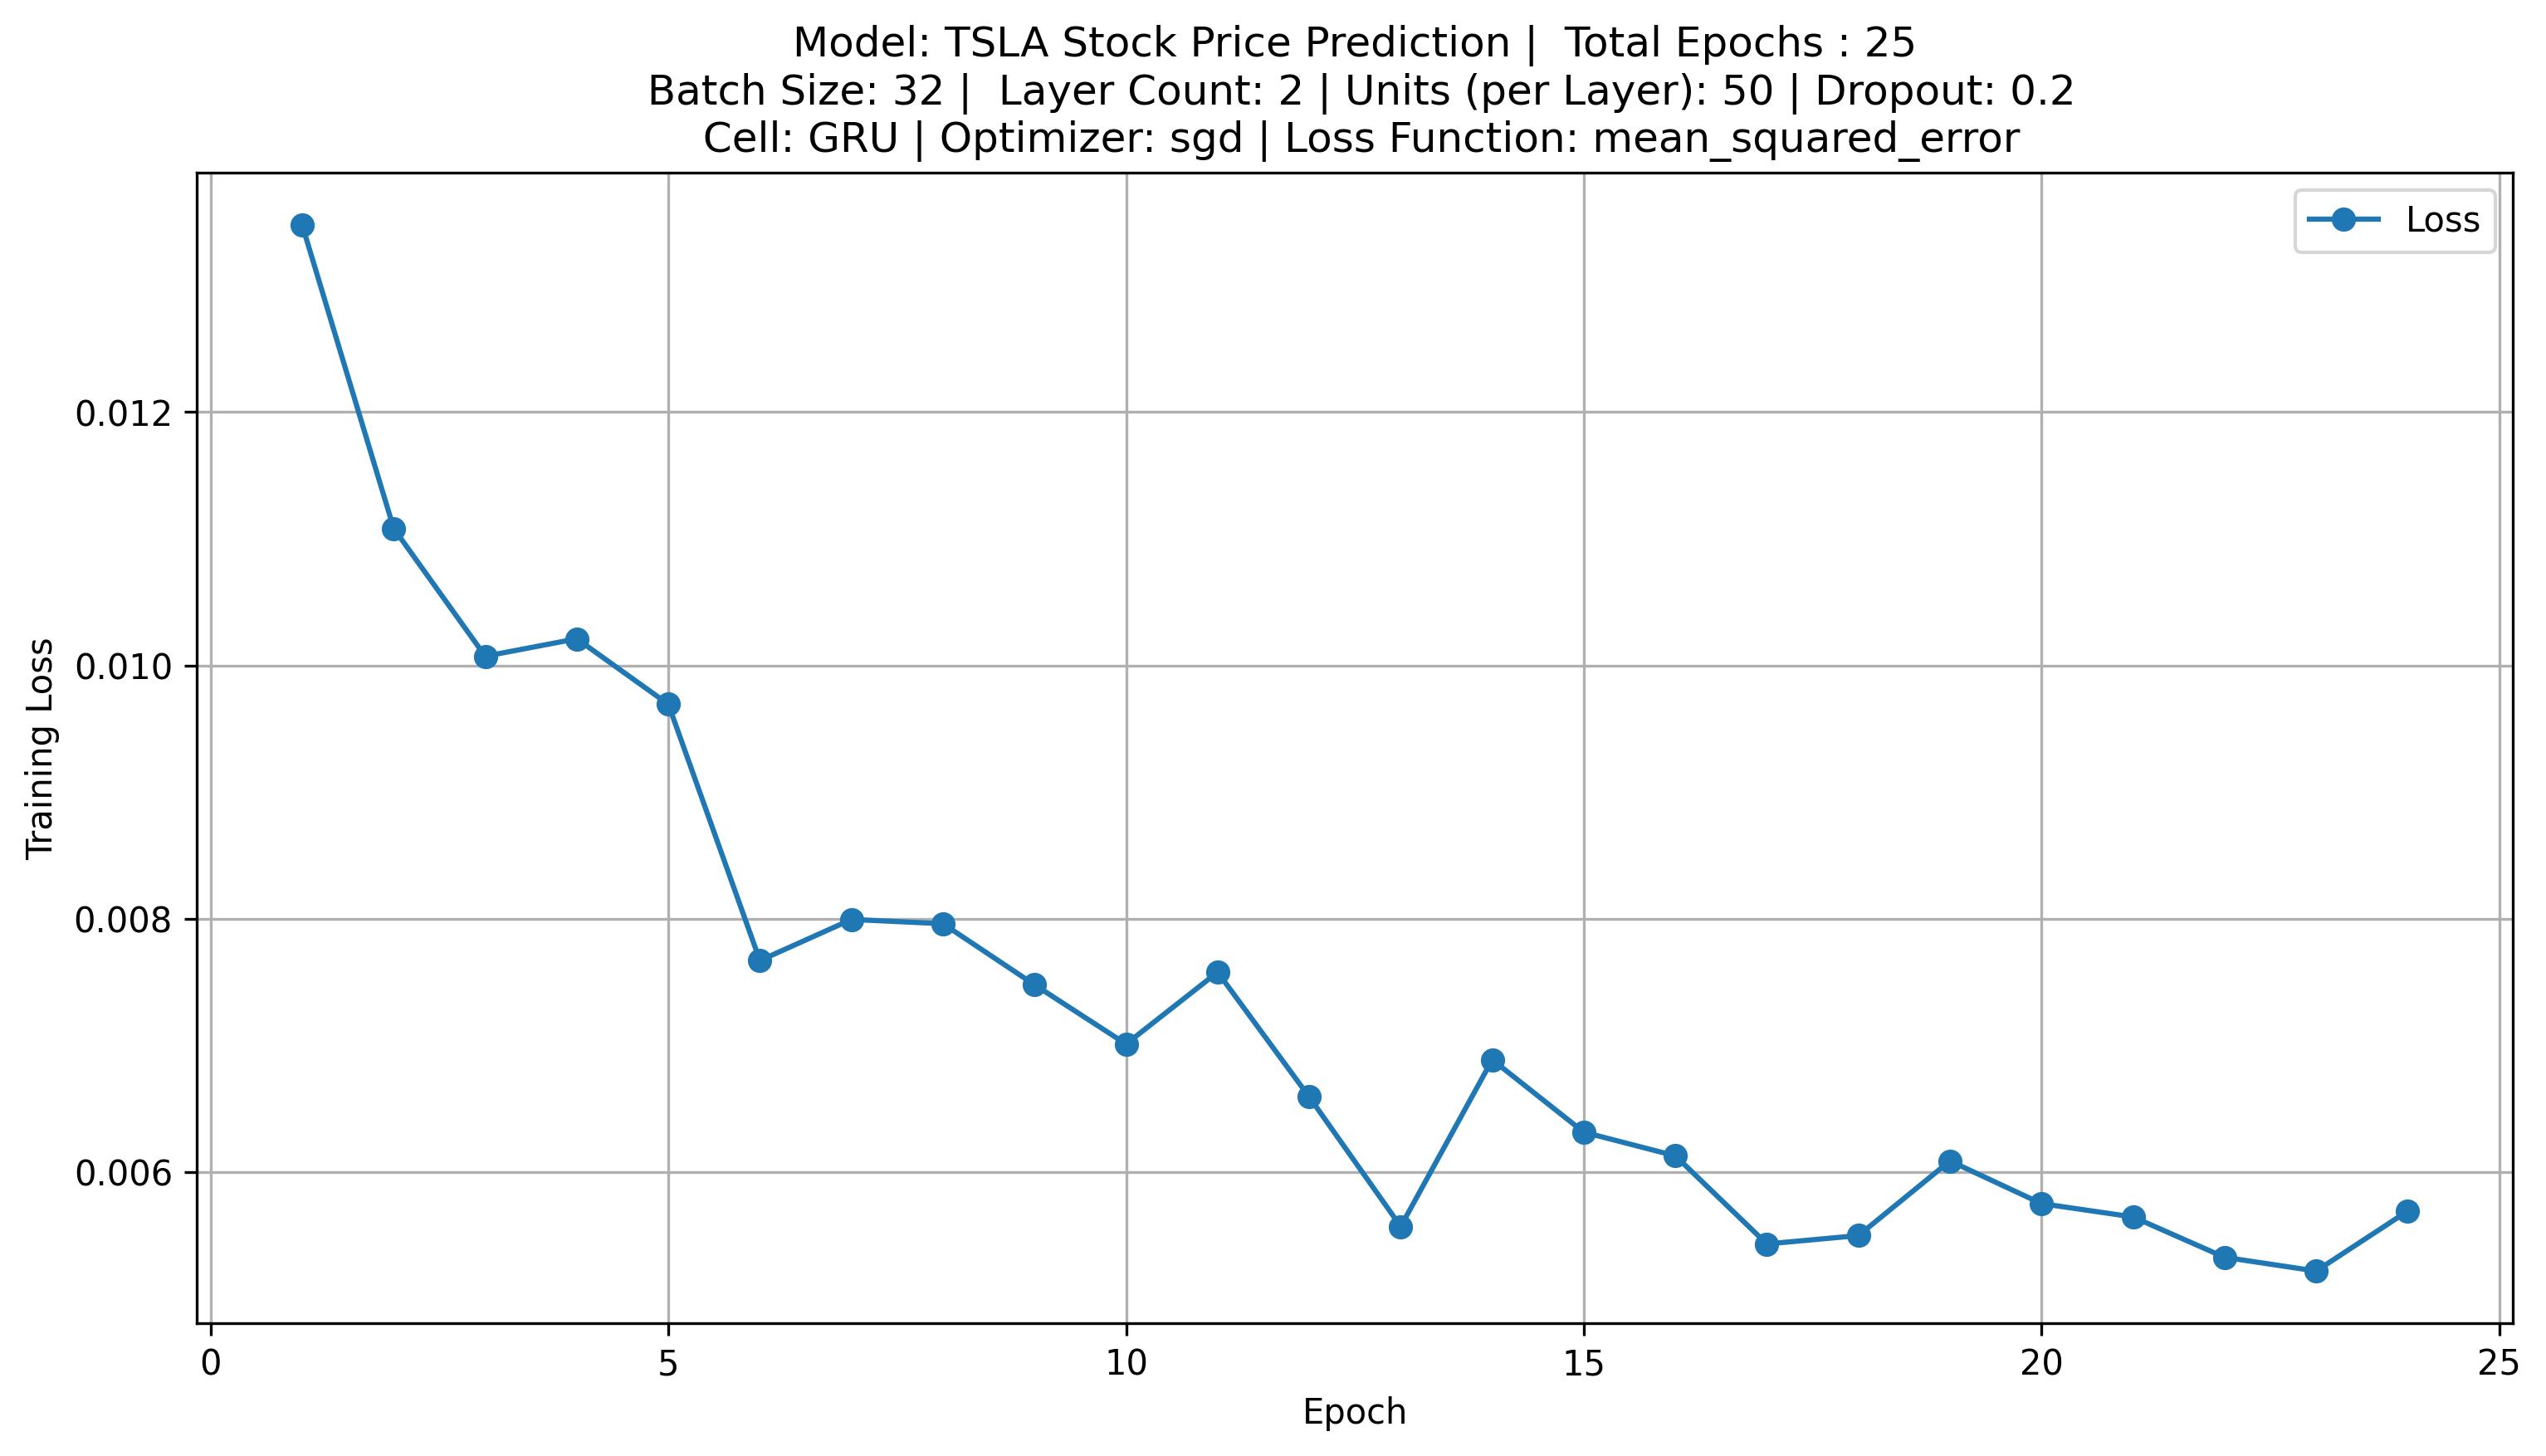 Model: TSLA Stock Price Prediction |  Total Epochs : 25
Batch Size: 32 |  Layer Count: 2 | Units (per Layer): 50 | Dropout: 0.2
Cell: GRU | Optimizer: sgd | Loss Function: mean_squared_error
Loss
Training Loss
0.012
0.010
0.008
0.006
0 5 10 15 20 25
Epoch